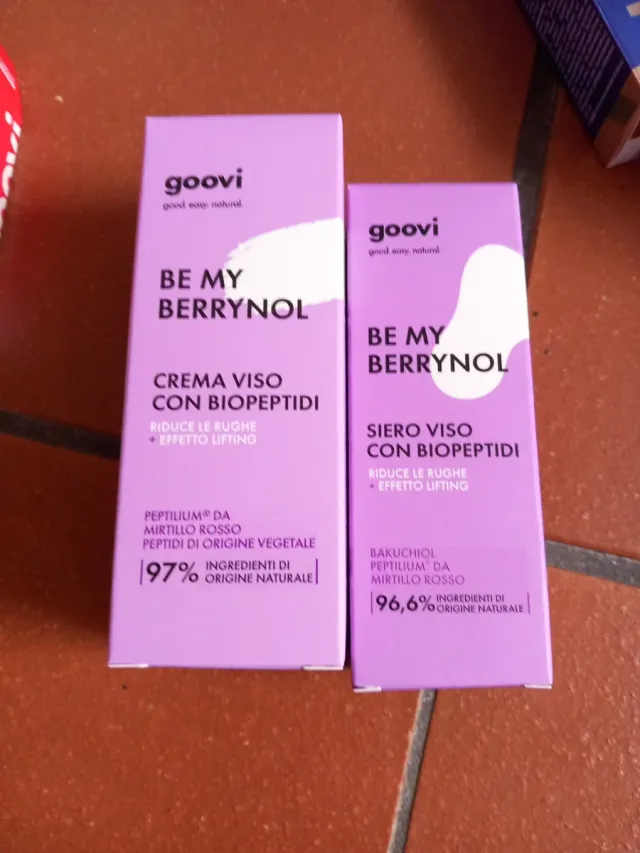 goovi
good. easy. natural.
BE MY
BERRYNOL
CREMA VISO
CON BIOPEPTIDI
RIDUCE LE RUGHE
+ EFFETTO LIFTING
PEPTILIUM® DA
MIRTILLO ROSSO
PEPTIDI DI ORIGINE VEGETALE
97% INGREDIENTI DI
ORIGINE NATURALE
goovi
good. easy. natural.
BE MY
BERRYNOL
SIERO VISO
CON BIOPEPTIDI
RIDUCE LE RUGHE
+ EFFETTO LIFTING
BAKUCHIOL
PEPTILIUM® DA
MIRTILLO ROSSO
96,6% INGREDIENTI DI
ORIGINE NATURALE